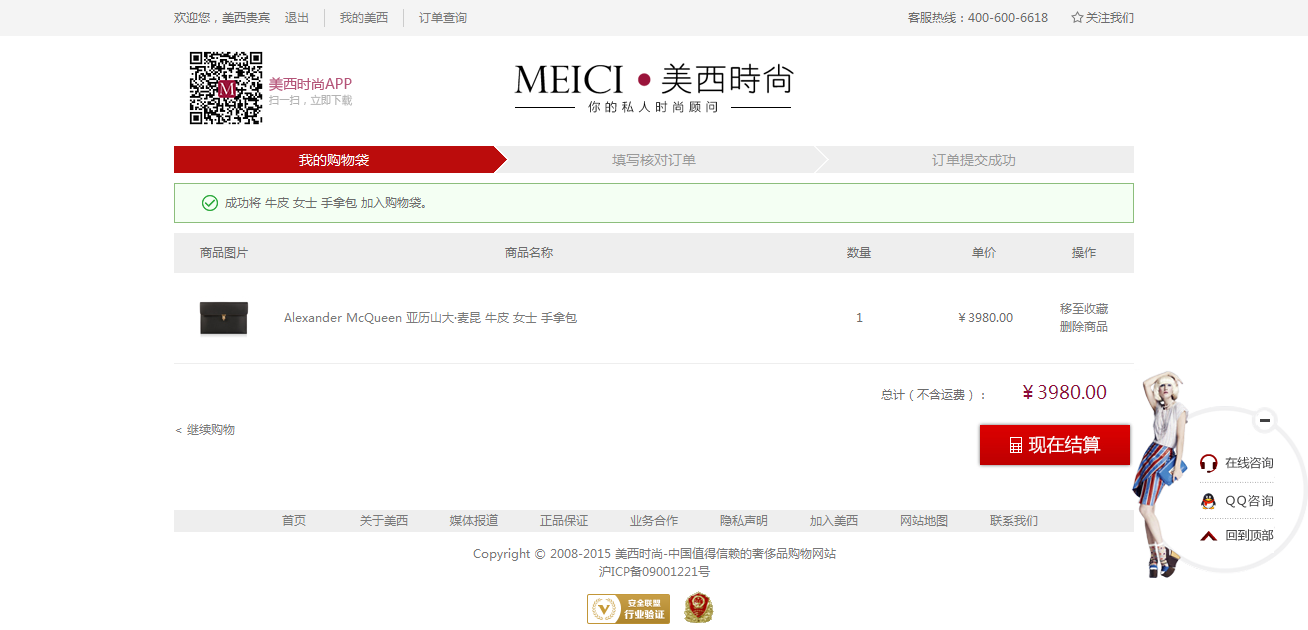 欢迎您，美西贵宾 退出 我的美西 订单查询 客服热线：400-600-6618 关注我们
M
美西时尚APP
扫一扫，立即下载
MEICI●美西時尚
你的私人时尚顾问
我的购物袋 填写核对订单 订单提交成功
成功将 牛皮 女士 手拿包 加入购物袋。
商品图片 商品名称 数量 单价 操作
Alexander McQueen 亚历山大·麦昆 牛皮 女士 手拿包 1 ¥ 3980.00 移至收藏
删除商品
总计（不含运费）： ¥ 3980.00
< 继续购物
现在结算
在线咨询
QQ咨询
回到顶部
首页 关于美西 媒体报道 正品保证 业务合作 隐私声明 加入美西 网站地图 联系我们
Copyright © 2008-2015 美西时尚-中国值得信赖的奢侈品购物网站
沪ICP备09001221号
安全联盟
行业验证